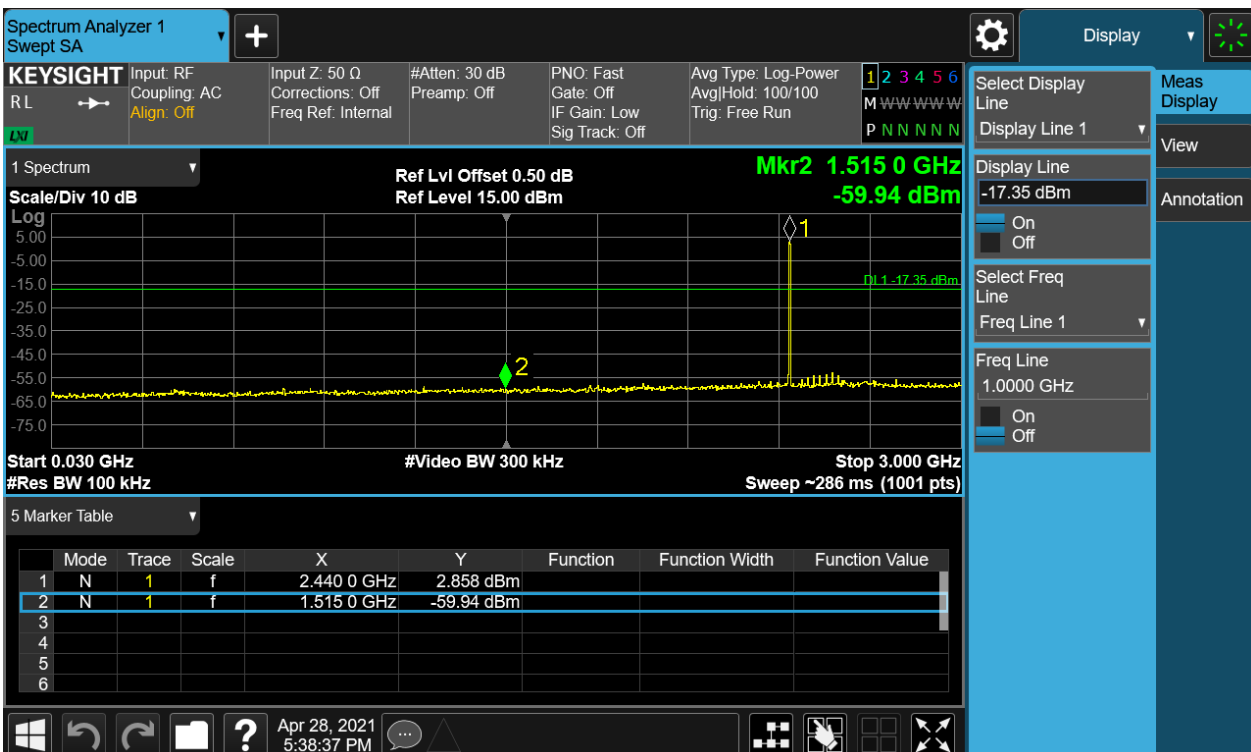 Spectrum Analyzer 1
Swept SA
Display
KEYSIGHT
R L
LXI
Input: RF
Coupling: AC
Align: Off
Input Z: 50 Ω
Corrections: Off
Freq Ref: Internal
#Atten: 30 dB
Preamp: Off
PNO: Fast
Gate: Off
IF Gain: Low
Sig Track: Off
Avg Type: Log-Power
Avg|Hold: 100/100
Trig: Free Run
1 2 3 4 5 6
M W W W W W
P N N N N N
1 Spectrum
Scale/Div 10 dB
Ref Lvl Offset 0.50 dB
Ref Level 15.00 dBm
Mkr2 1.515 0 GHz
-59.94 dBm
Log
5.00
-5.00
-15.0
-25.0
-35.0
-45.0
-55.0
-65.0
-75.0
1
DL1 -17.35 dBm
2
Start 0.030 GHz
#Video BW 300 kHz
Stop 3.000 GHz
#Res BW 100 kHz
Sweep ~286 ms (1001 pts)
5 Marker Table
Mode Trace Scale X Y Function Function Width Function Value
1 N 1 f 2.440 0 GHz 2.858 dBm
2 N 1 f 1.515 0 GHz -59.94 dBm
3
4
5
6
?
Apr 28, 2021
5:38:37 PM
Select Display
Line
Display Line 1
Display Line
-17.35 dBm
On
Off
Select Freq
Line
Freq Line 1
Freq Line
1.0000 GHz
On
Off
Meas
Display
View
Annotation